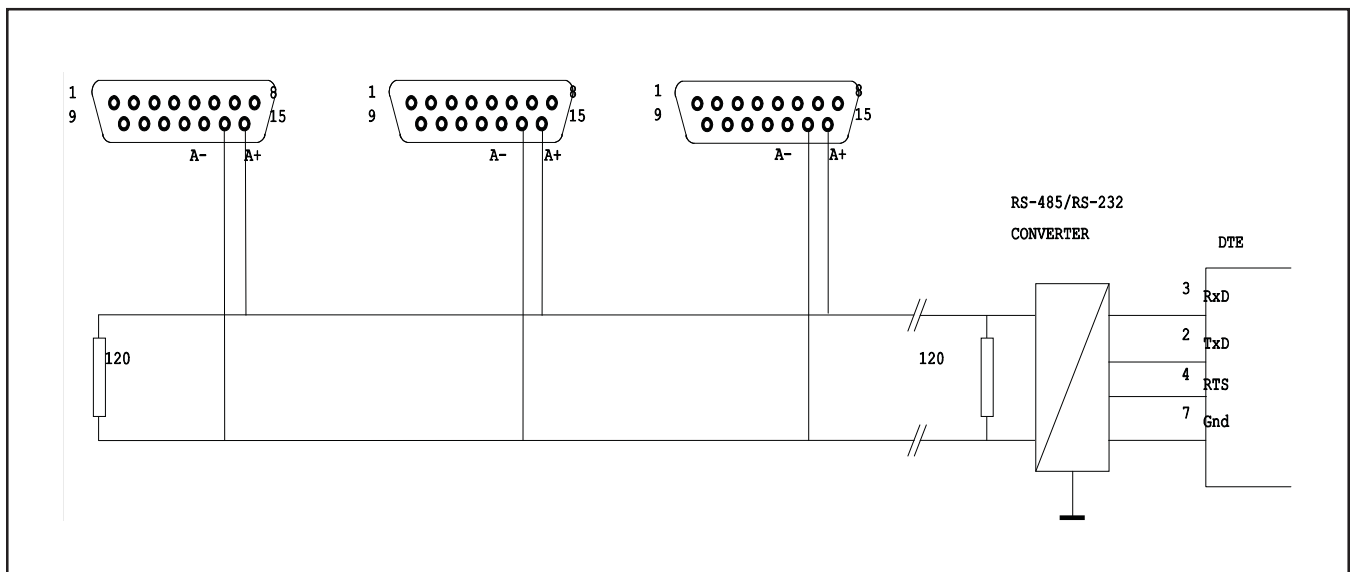 1 8
9 15
A- A+
1 8
9 15
A- A+
1 8
9 15
A- A+
RS-485/RS-232
CONVERTER
DTE
3 RxD
2 TxD
4 RTS
7 Gnd
120
120